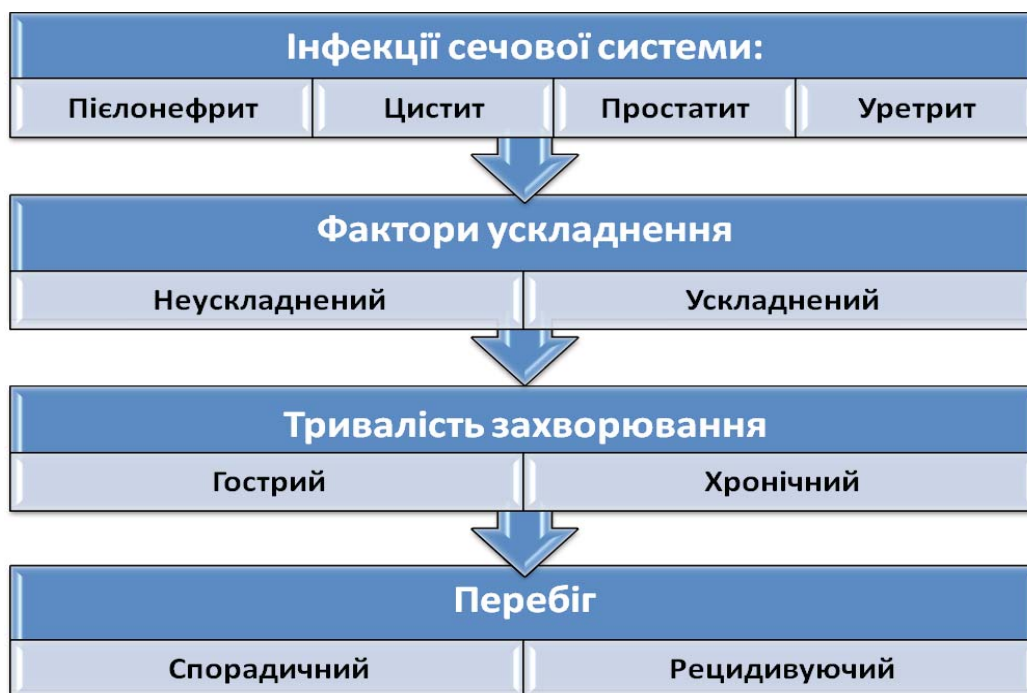 Інфекції сечової системи:
Пієлонефрит Цистит Простатит Уретрит
Фактори ускладнення
Неускладнений Ускладнений
Тривалість захворювання
Гострий Хронічний
Перебіг
Спорадичний Рецидивуючий